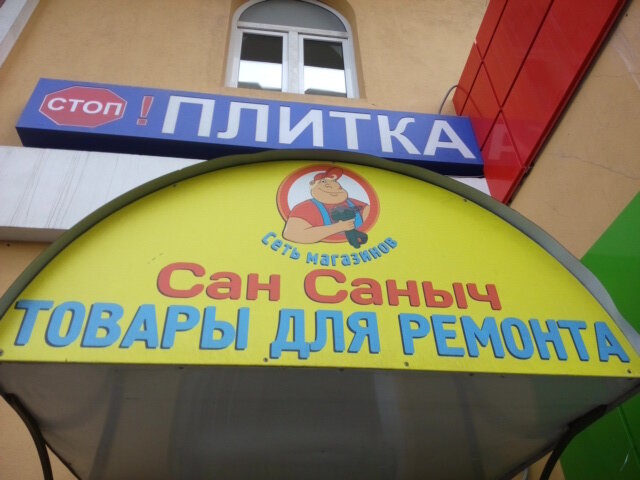 СТОП ! ПЛИТКА
Сеть магазинов
Сан Саныч
ТОВАРЫ ДЛЯ РЕМОНТА